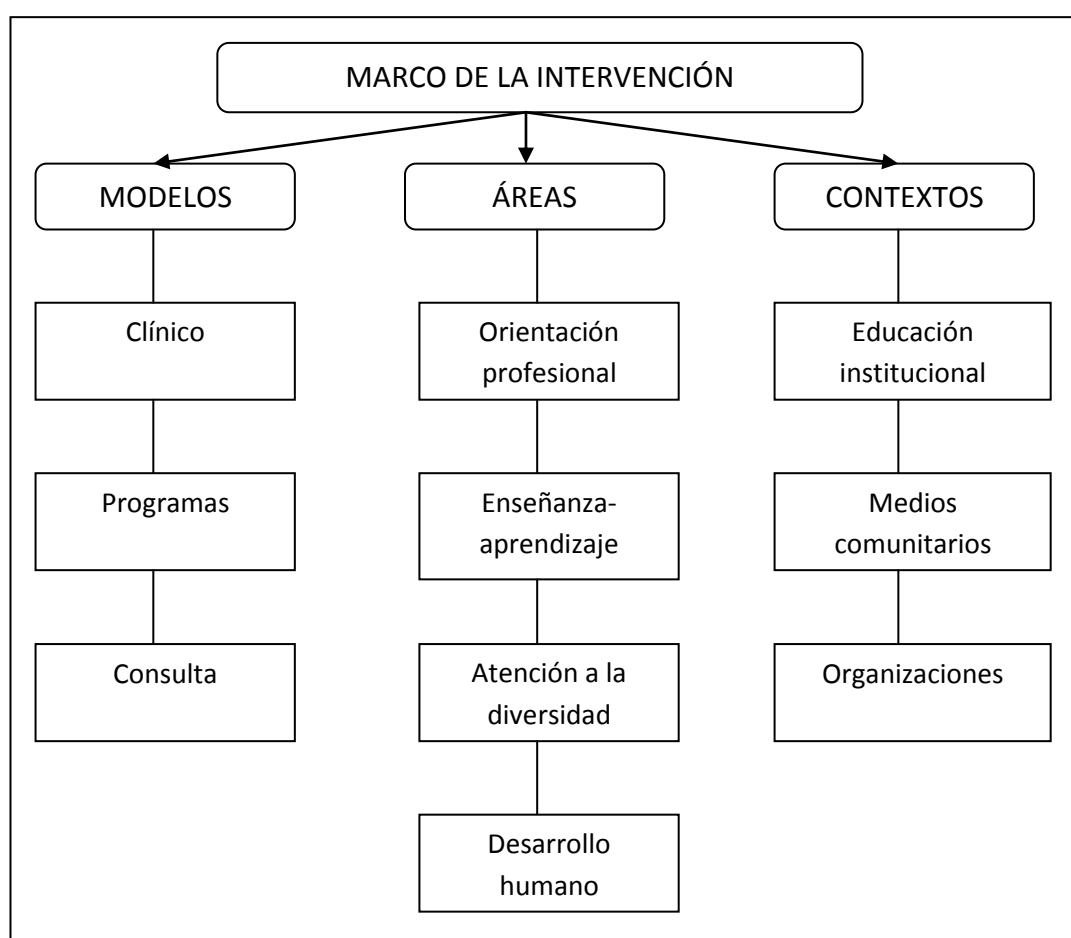 MARCO DE LA INTERVENCIÓN
MODELOS
ÁREAS
CONTEXTOS
Clínico
Orientación
profesional
Educación
institucional
Programas
Enseñanza-
aprendizaje
Medios
comunitarios
Consulta
Atención a la
diversidad
Organizaciones
Desarrollo
humano